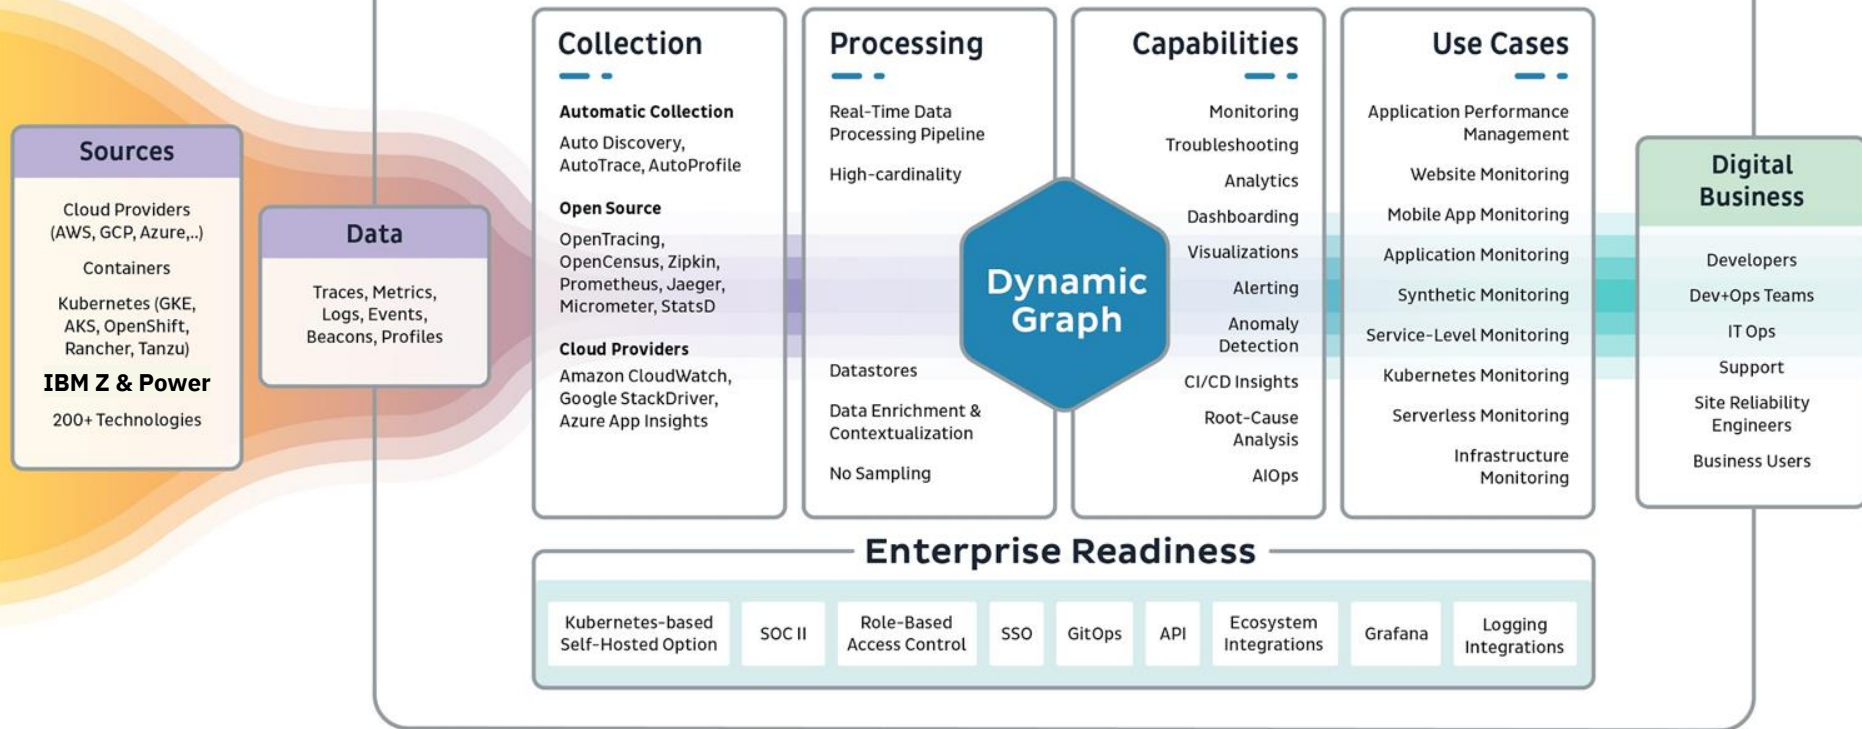 Sources
Cloud Providers
(AWS, GCP, Azure,..)
Containers
Kubernetes (GKE,
AKS, OpenShift,
Rancher, Tanzu)
IBM Z & Power
200+ Technologies
Data
Traces, Metrics,
Logs, Events,
Beacons, Profiles
Collection
Automatic Collection
Auto Discovery,
AutoTrace, AutoProfile
Open Source
OpenTracing,
OpenCensus, Zipkin,
Prometheus, Jaeger,
Micrometer, StatsD
Cloud Providers
Amazon CloudWatch,
Google StackDriver,
Azure App Insights
Processing
Real-Time Data
Processing Pipeline
High-cardinality
Datastores
Data Enrichment &
Contextualization
No Sampling
Dynamic
Graph
Capabilities
Monitoring
Troubleshooting
Analytics
Dashboarding
Visualizations
Alerting
Anomaly
Detection
CI/CD Insights
Root-Cause
Analysis
AIOps
Use Cases
Application Performance
Management
Website Monitoring
Mobile App Monitoring
Application Monitoring
Synthetic Monitoring
Service-Level Monitoring
Kubernetes Monitoring
Serverless Monitoring
Infrastructure
Monitoring
Digital
Business
Developers
Dev+Ops Teams
IT Ops
Support
Site Reliability
Engineers
Business Users
Enterprise Readiness
Kubernetes-based
Self-Hosted Option
SOC II
Role-Based
Access Control
SSO
GitOps
API
Ecosystem
Integrations
Grafana
Logging
Integrations